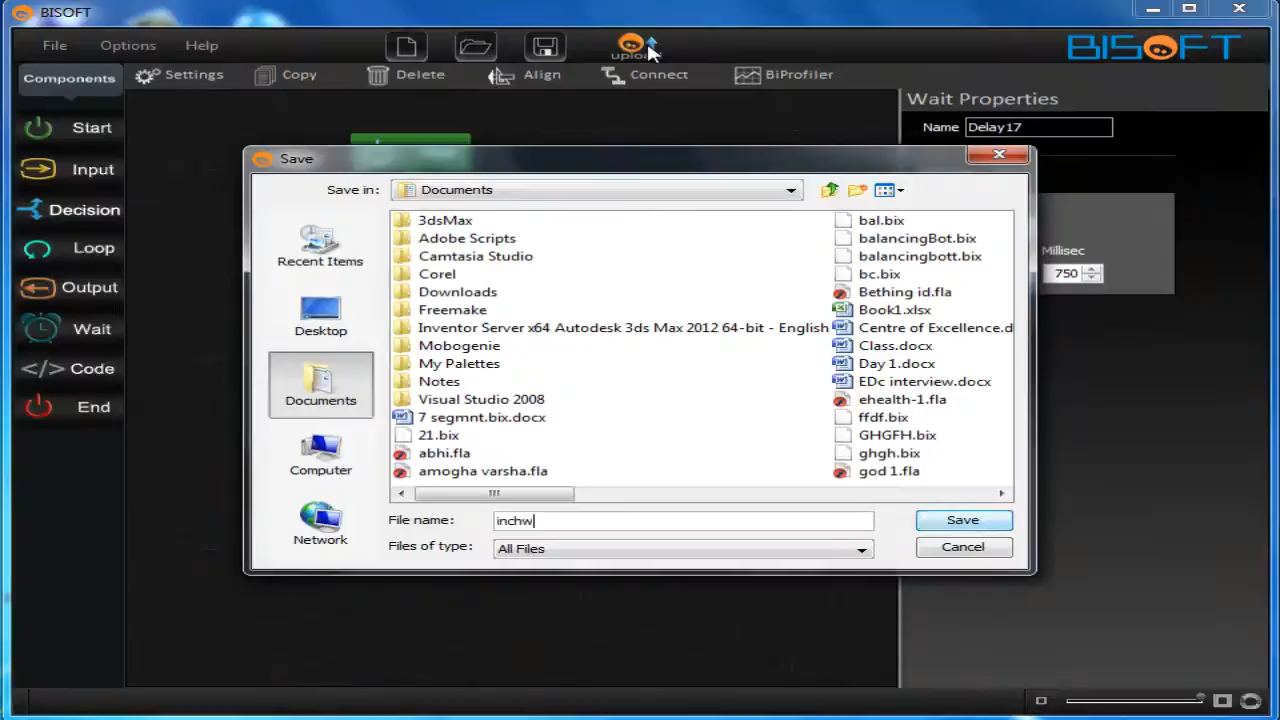 BISOFT
File Options Help
upload
BISOFT
Components Settings Copy Delete Align Connect BiProfiler
Wait Properties
Name Delay17
Start
Input
Decision
Loop
Output
Wait
</> Code
End
Millisec
750
Save
Save in: Documents
Recent Items
Desktop
Documents
Computer
Network
3dsMax
Adobe Scripts
Camtasia Studio
Corel
Downloads
Freemake
Inventor Server x64 Autodesk 3ds Max 2012 64-bit - English
Mobogenie
My Palettes
Notes
Visual Studio 2008
7 segmnt.bix.docx
21.bix
abhi.fla
amogha varsha.fla
bal.bix
balancingBot.bix
balancingbott.bix
bc.bix
Bething id.fla
Book1.xlsx
Centre of Excellence.d
Class.docx
Day 1.docx
EDc interview.docx
ehealth-1.fla
ffdf.bix
GHGFH.bix
ghgh.bix
god 1.fla
File name: inchw Save
Files of type: All Files Cancel